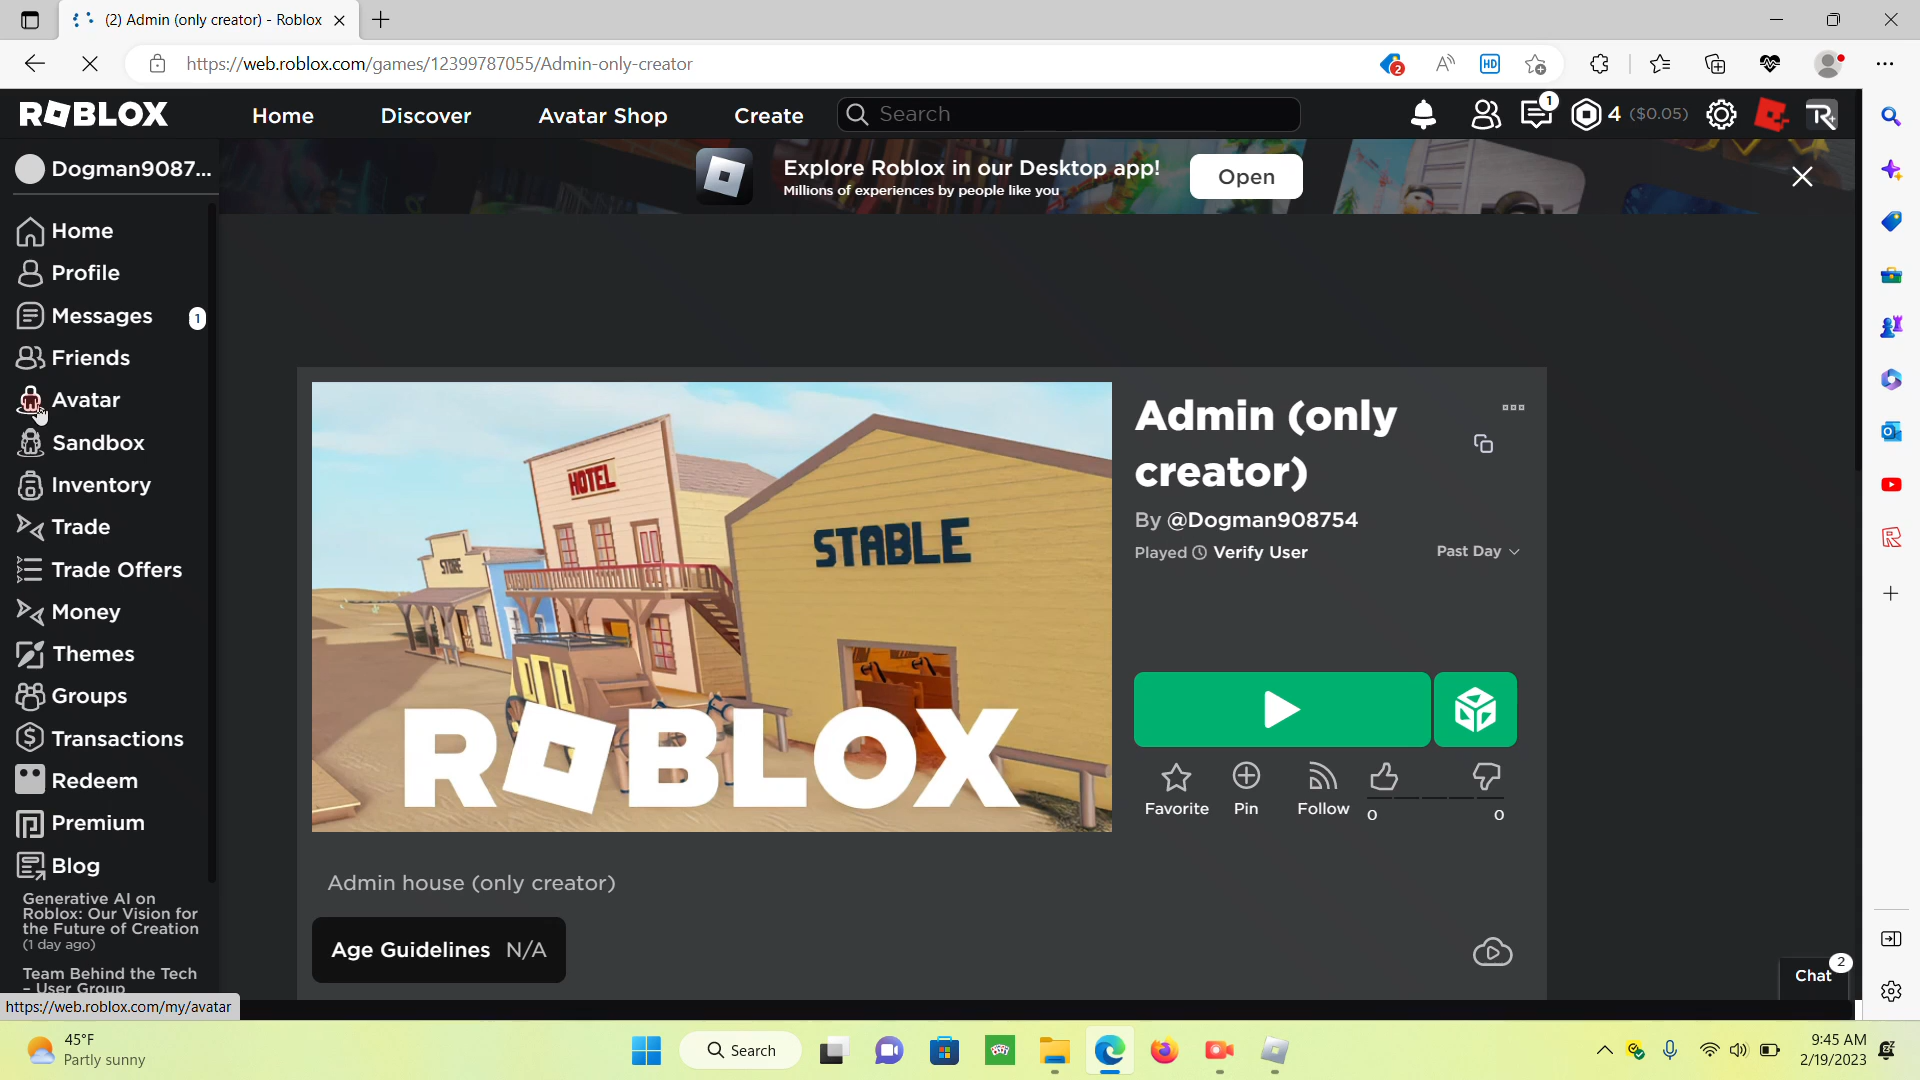 (2) Admin (only creator) - Roblox
https://web.roblox.com/games/12399787055/Admin-only-creator
2
HD
ROBLOX
Home
Discover
Avatar Shop
Create
Search
1
4 ($0.05)
Dogman9087...
Explore Roblox in our Desktop app!
Millions of experiences by people like you
Open
Home
Profile
Messages 1
Friends
Avatar
Sandbox
Inventory
Trade
Trade Offers
Money
Themes
Groups
Transactions
Redeem
Premium
Blog
Generative AI on
Roblox: Our Vision for
the Future of Creation
(1 day ago)
Team Behind the Tech
- User Group
https://web.roblox.com/my/avatar
HOTEL
STABLE
STORE
ROBLOX
Admin (only
creator)
By @Dogman908754
Played Verify User
Past Day
Favorite
Pin
Follow
0
0
Admin house (only creator)
Age Guidelines N/A
Chat
2
45°F
Partly sunny
Search
9:45 AM
2/19/2023